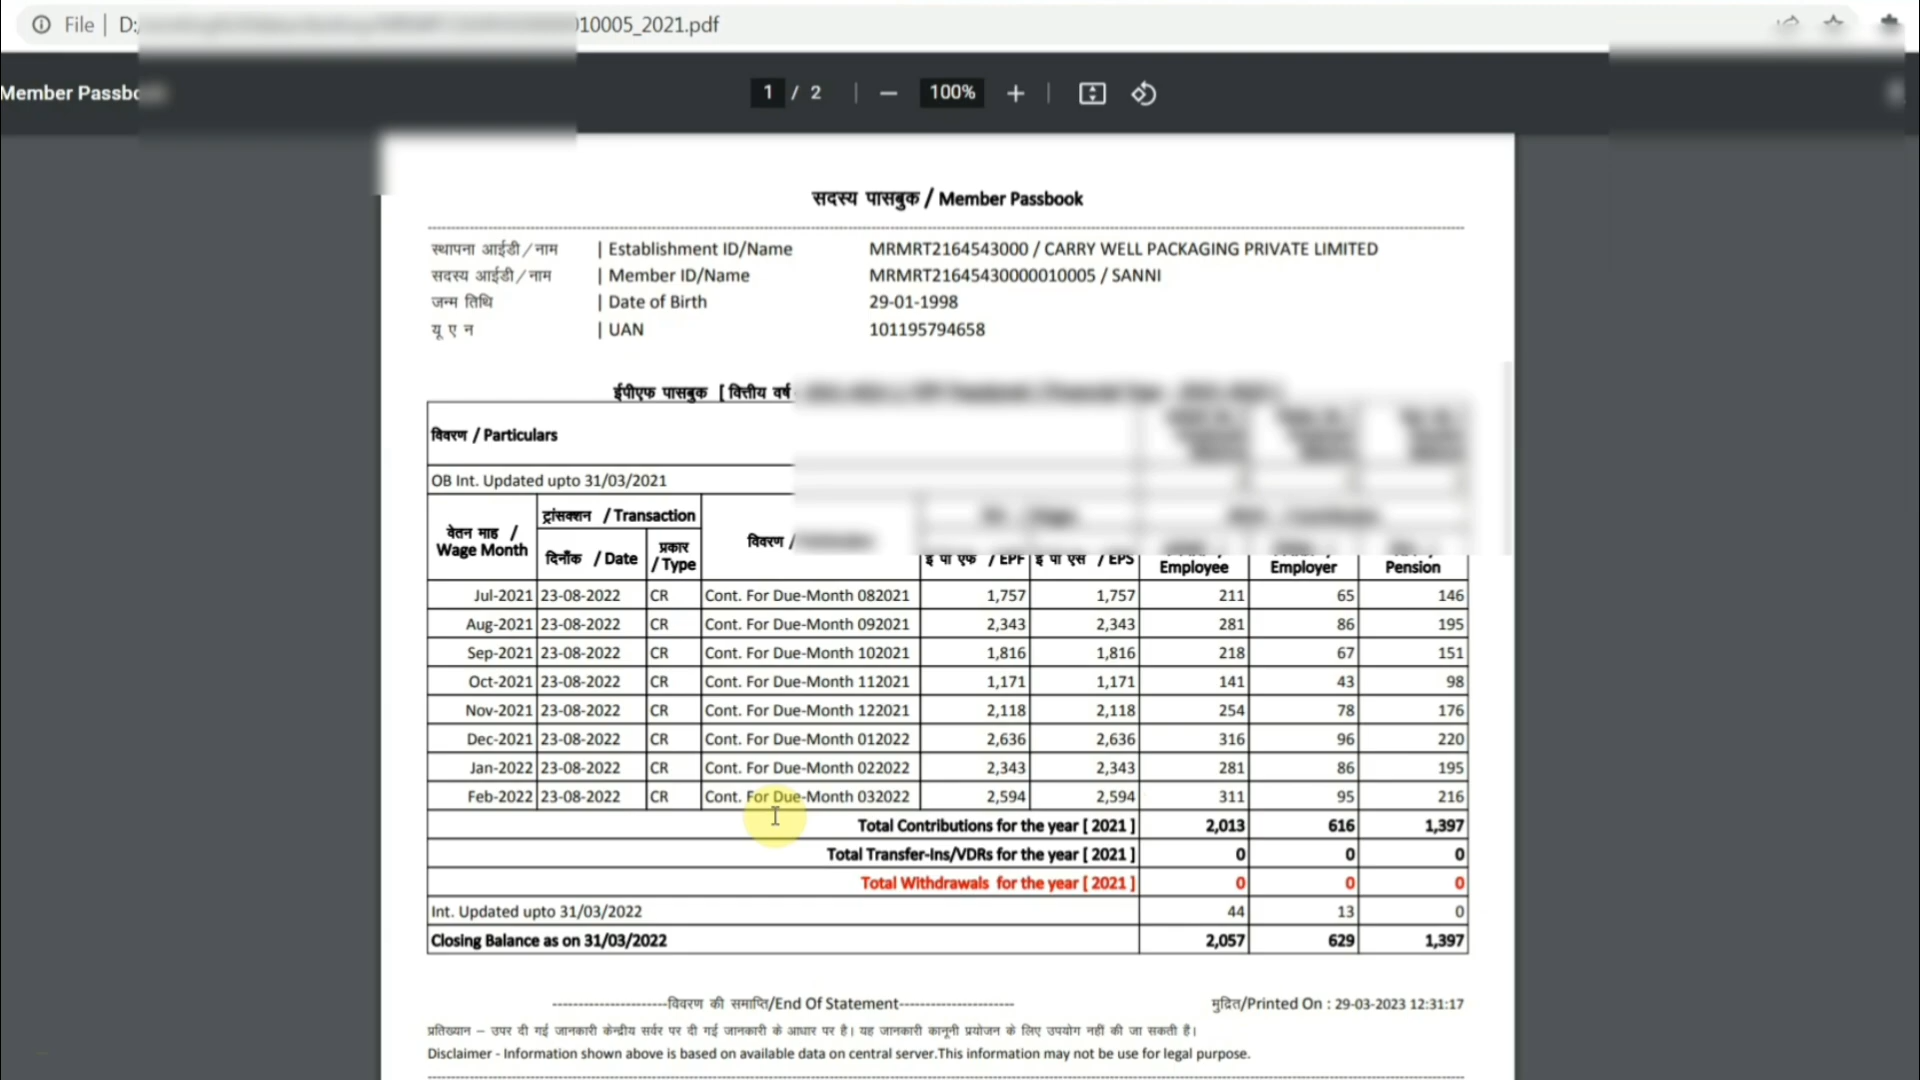 File | D: 10005_2021.pdf
Member Passbo 1 / 2 | — 100% + |
सदस्य पासबुक / Member Passbook
स्थापना आईडी/नाम | Establishment ID/Name MRMRT2164543000 / CARRY WELL PACKAGING PRIVATE LIMITED
सदस्य आईडी/नाम | Member ID/Name MRMRT21645430000010005 / SANNI
जन्म तिथि | Date of Birth 29-01-1998
यू ए न | UAN 101195794658
ईपीएफ पासबुक [ वित्तीय वर्ष
विवरण / Particulars
OB Int. Updated upto 31/03/2021
वेतन माह / Wage Month ट्रांसक्शन / Transaction विवरण /
दिनाँक / Date प्रकार / Type ई पी एफ / EPF ई पी एस / EPS Employee Employer Pension
Jul-2021 23-08-2022 CR Cont. For Due-Month 082021 1,757 1,757 211 65 146
Aug-2021 23-08-2022 CR Cont. For Due-Month 092021 2,343 2,343 281 86 195
Sep-2021 23-08-2022 CR Cont. For Due-Month 102021 1,816 1,816 218 67 151
Oct-2021 23-08-2022 CR Cont. For Due-Month 112021 1,171 1,171 141 43 98
Nov-2021 23-08-2022 CR Cont. For Due-Month 122021 2,118 2,118 254 78 176
Dec-2021 23-08-2022 CR Cont. For Due-Month 012022 2,636 2,636 316 96 220
Jan-2022 23-08-2022 CR Cont. For Due-Month 022022 2,343 2,343 281 86 195
Feb-2022 23-08-2022 CR Cont. For Due-Month 032022 2,594 2,594 311 95 216
Total Contributions for the year [ 2021 ] 2,013 616 1,397
Total Transfer-Ins/VDRs for the year [ 2021 ] 0 0 0
Total Withdrawals for the year [ 2021 ] 0 0 0
Int. Updated upto 31/03/2022 44 13 0
Closing Balance as on 31/03/2022 2,057 629 1,397
----------------------विवरण की समाप्ति/End Of Statement---------------------- मुद्रित/Printed On : 29-03-2023 12:31:17
प्रतिख्यान – उपर दी गई जानकारी केन्द्रीय सर्वर पर दी गई जानकारी के आधार पर है। यह जानकारी कानूनी प्रयोजन के लिए उपयोग नहीं की जा सकती है।
Disclaimer - Information shown above is based on available data on central server.This information may not be use for legal purpose.